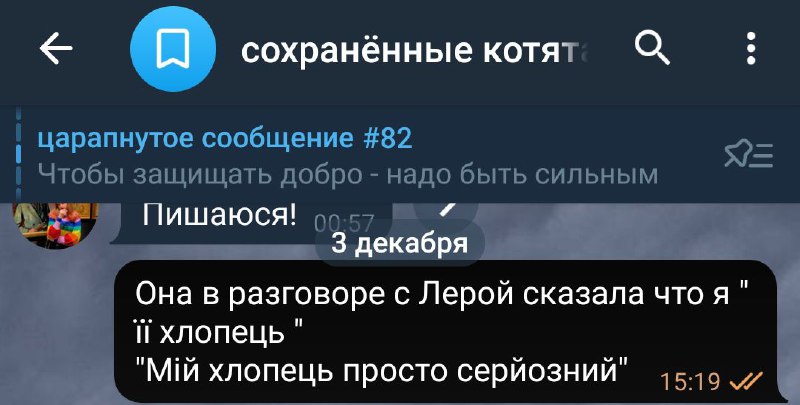 сохранённые котят
царапнутое сообщение #82
Чтобы защищать добро - надо быть сильным
Пишаюся! 00:57
3 декабря
Она в разговоре с Лерой сказала что я "
її хлопець "
"Мій хлопець просто серйозний" 15:19